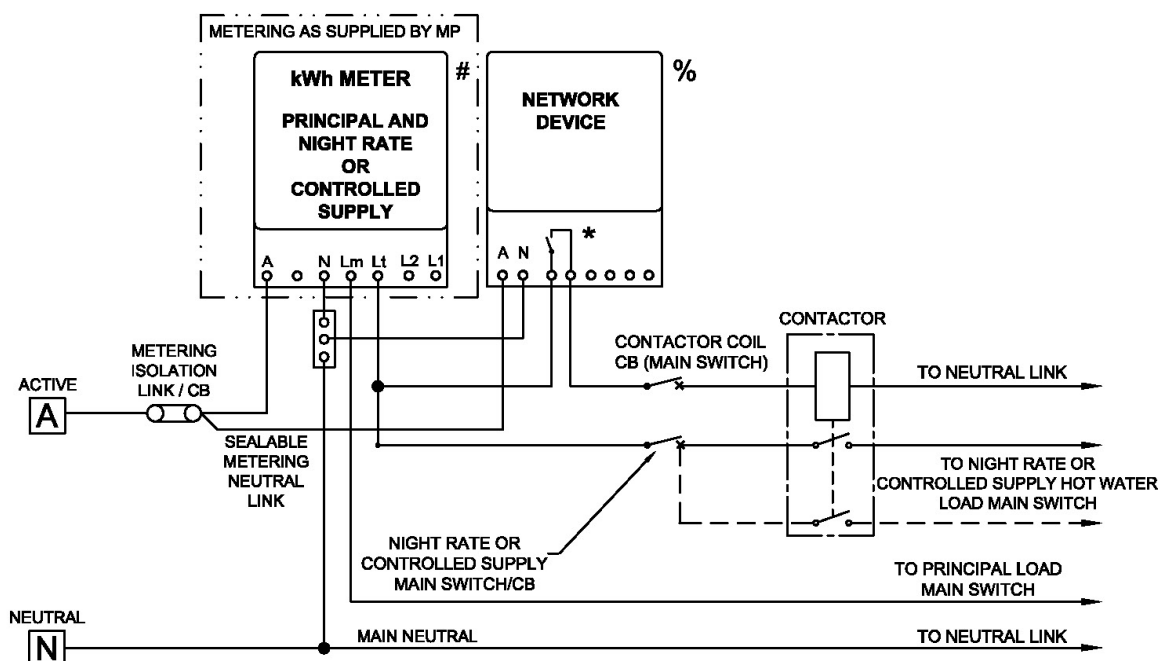 METERING AS SUPPLIED BY MP
kWh METER
PRINCIPAL AND
NIGHT RATE
OR
CONTROLLED
SUPPLY
#
NETWORK
DEVICE
%
*
A N Lm Lt L2 L1
A N
METERING
ISOLATION
LINK / CB
ACTIVE
A
SEALABLE
METERING
NEUTRAL
LINK
CONTACTOR COIL
CB (MAIN SWITCH)
CONTACTOR
TO NEUTRAL LINK
TO NIGHT RATE OR
CONTROLLED SUPPLY HOT WATER
LOAD MAIN SWITCH
NIGHT RATE OR
CONTROLLED SUPPLY
MAIN SWITCH/CB
TO PRINCIPAL LOAD
MAIN SWITCH
NEUTRAL
N
MAIN NEUTRAL
TO NEUTRAL LINK